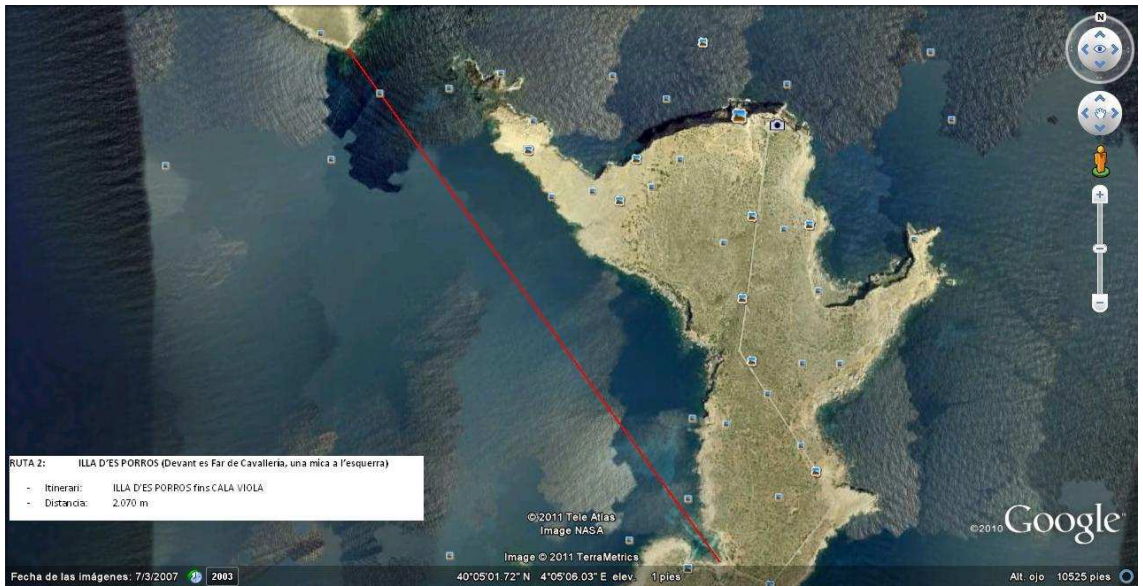 N
RUTA 2: ILLA D'ES PORROS (Devant es Far de Cavalleria, una mica a l'esquerra)
- Itinerari: ILLA D'ES PORROS fins CALA VIOLA
- Distancia: 2.070 m
©2011 Tele Atlas
Image NASA
Image © 2011 TerraMetrics
©2010 Google
Fecha de las imágenes: 7/3/2007 2003 40°05'01.72" N 4°05'06.03" E elev. 1 pies Alt. ojo 10525 pies